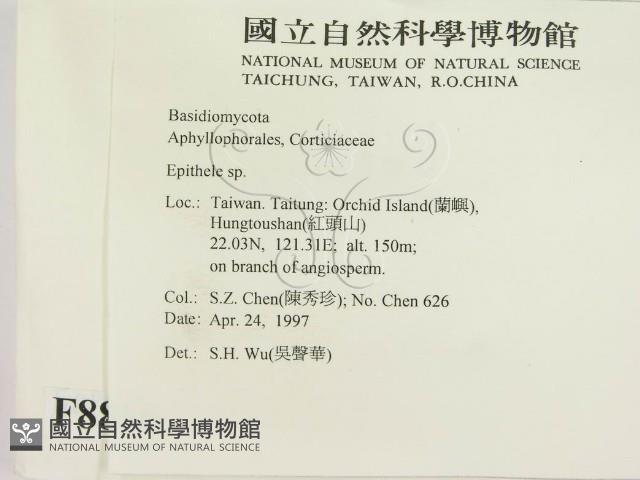 國立自然科學博物館
NATIONAL MUSEUM OF NATURAL SCIENCE
TAICHUNG, TAIWAN, R.O.CHINA
Basidiomycota
Aphyllophorales, Corticiaceae
Epithele sp.
Loc.: Taiwan. Taitung: Orchid Island(蘭嶼),
Hungtoushan(紅頭山)
22.03N, 121.31E; alt. 150m;
on branch of angiosperm.
Col.: S.Z. Chen(陳秀珍); No. Chen 626
Date: Apr. 24, 1997
Det.: S.H. Wu(吳聲華)
國立自然科學博物館
NATIONAL MUSEUM OF NATURAL SCIENCE